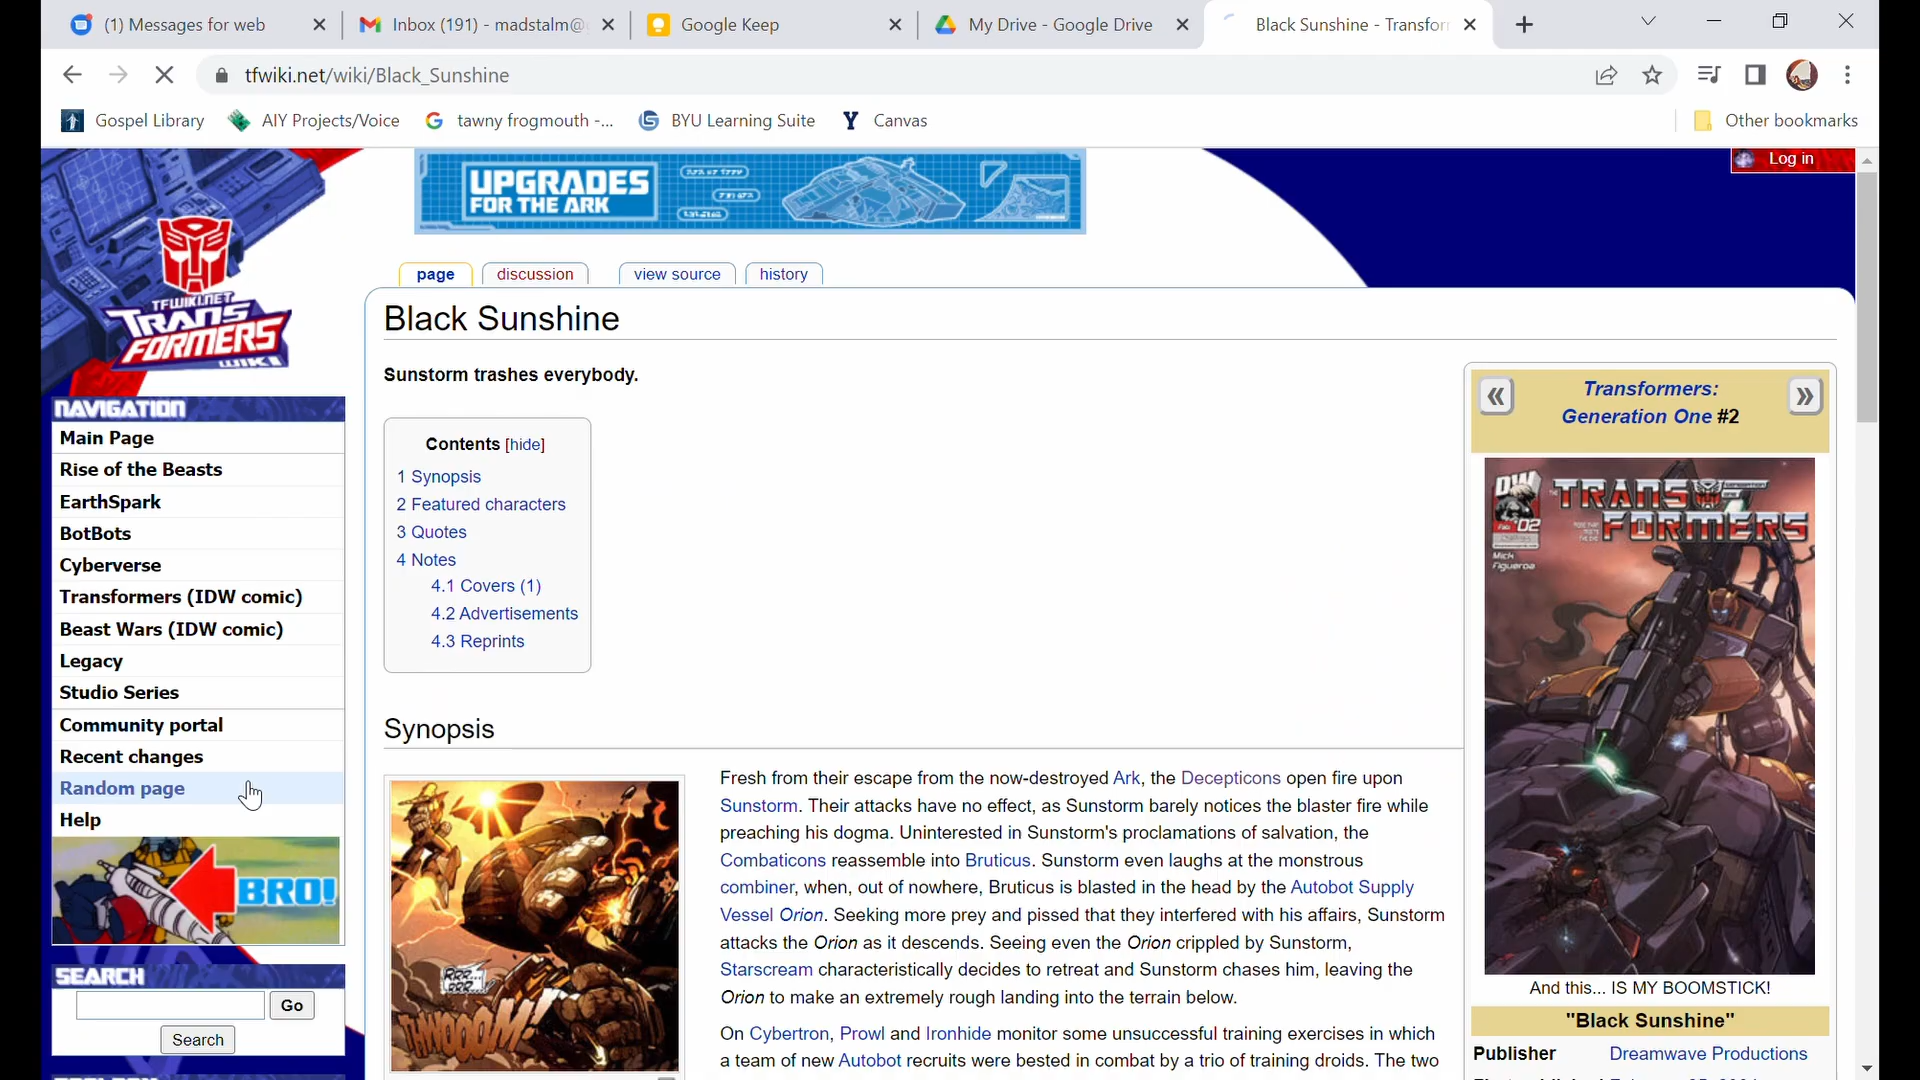 (1) Messages for web
Inbox (191) - madstalm@
Google Keep
My Drive - Google Drive
Black Sunshine - Transfor
tfwiki.net/wiki/Black_Sunshine
Gospel Library
AIY Projects/Voice
tawny frogmouth -...
BYU Learning Suite
Canvas
Other bookmarks
Log in
UPGRADES
FOR THE ARK
page
discussion
view source
history
TFWIKI.NET
TRANS
FORMERS
WIKI
Black Sunshine
Sunstorm trashes everybody.
NAVIGATION
Main Page
Rise of the Beasts
EarthSpark
BotBots
Cyberverse
Transformers (IDW comic)
Beast Wars (IDW comic)
Legacy
Studio Series
Community portal
Recent changes
Random page
Help
BRO!
SEARCH
Go
Search
Contents [hide]
1 Synopsis
2 Featured characters
3 Quotes
4 Notes
4.1 Covers (1)
4.2 Advertisements
4.3 Reprints
Synopsis
RRR...
THWOOOM!
Fresh from their escape from the now-destroyed Ark, the Decepticons open fire upon
Sunstorm. Their attacks have no effect, as Sunstorm barely notices the blaster fire while
preaching his dogma. Uninterested in Sunstorm's proclamations of salvation, the
Combaticons reassemble into Bruticus. Sunstorm even laughs at the monstrous
combiner, when, out of nowhere, Bruticus is blasted in the head by the Autobot Supply
Vessel Orion. Seeking more prey and pissed that they interfered with his affairs, Sunstorm
attacks the Orion as it descends. Seeing even the Orion crippled by Sunstorm,
Starscream characteristically decides to retreat and Sunstorm chases him, leaving the
Orion to make an extremely rough landing into the terrain below.
On Cybertron, Prowl and Ironhide monitor some unsuccessful training exercises in which
a team of new Autobot recruits were bested in combat by a trio of training droids. The two
«
Transformers:
Generation One #2
»
DW
02
TRANS
FORMERS
Mick
Figueroa
And this... IS MY BOOMSTICK!
"Black Sunshine"
Publisher
Dreamwave Productions